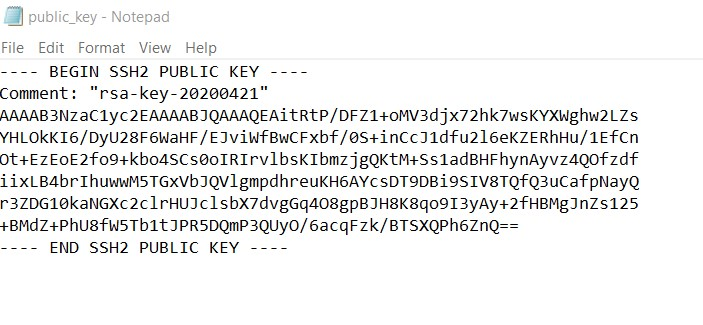 public_key - Notepad
File Edit Format View Help
---- BEGIN SSH2 PUBLIC KEY ----
Comment: "rsa-key-20200421"
AAAAB3NzaC1yc2EAAAABJQAAAQEAitRtP/DFZ1+oMV3djx72hk7wsKYXWghw2LZs
YHLOkKI6/DyU28F6WaHF/EJviWfBwCFxbf/0S+inCcJ1dfu2l6eKZERhHu/1EfCn
Ot+EzEoE2fo9+kbo4SCs0oIRIrvlbsKIbmzjgQKtM+Ss1adBHFhynAyvz4QOfzdf
iixLB4brIhuwwM5TGxVbJQVlgmpdhreuKH6AYcsDT9DBi9SIV8TQfQ3uCafpNayQ
r3ZDG10kaNGXc2clrHUJclsbX7dvgGq4O8gpBJH8K8qo9I3yAy+2fHBMgJnZs125
+BMdZ+PhU8fW5Tb1tJPR5DQmP3QUyO/6acqFzk/BTSXQPh6ZnQ==
---- END SSH2 PUBLIC KEY ----